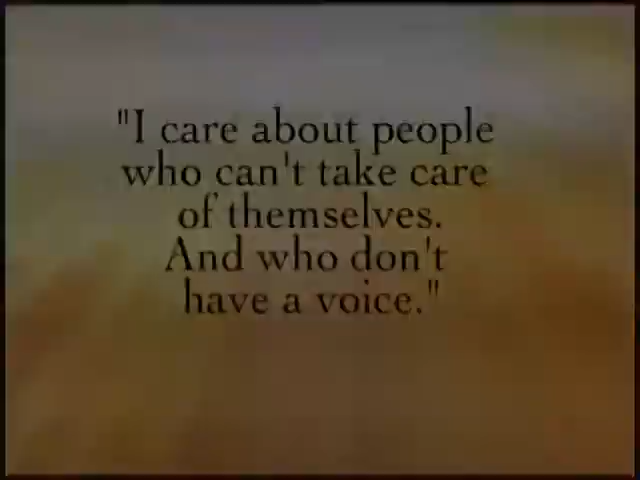 "I care about people
who can't take care
of themselves.
And who don't
have a voice."